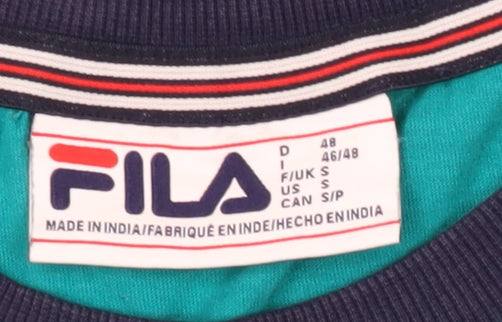 FILA
D 48
I 46/48
F/UK S
US S
CAN S/P
MADE IN INDIA/FABRIQUÉ EN INDE/HECHO EN INDIA